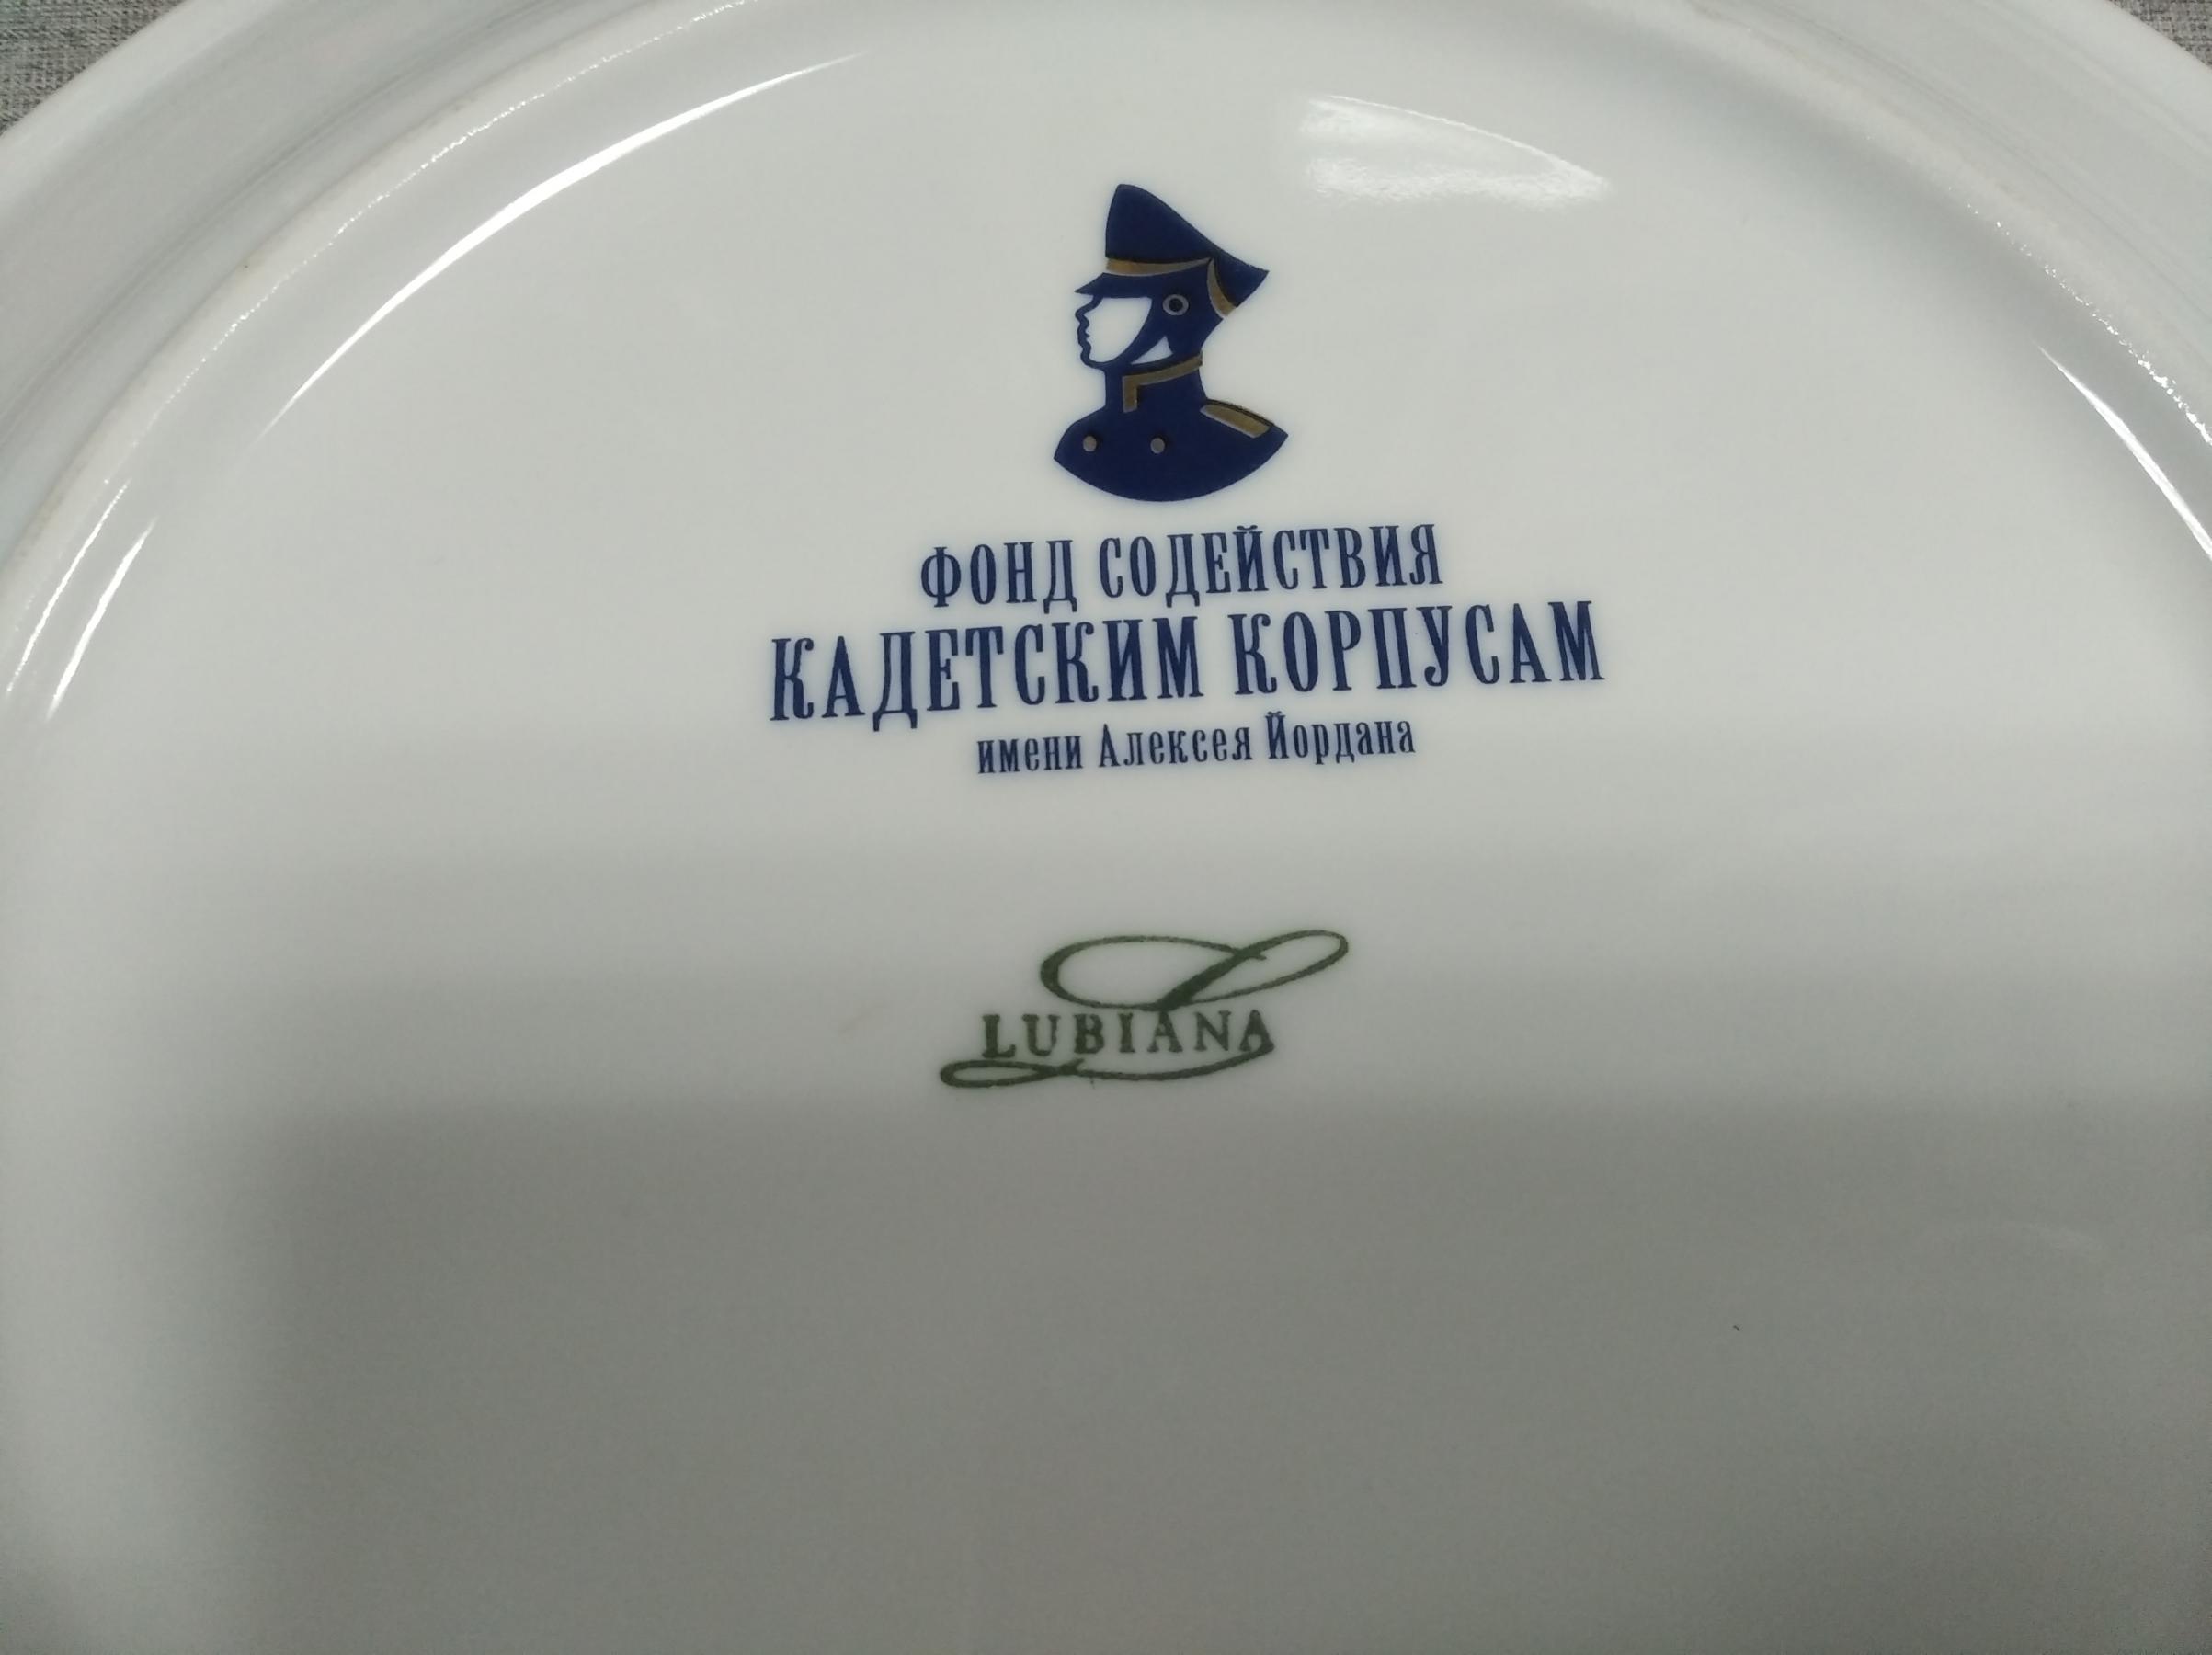 ФОНД СОДЕЙСТВИЯ
КАДЕТСКИМ КОРПУСАМ
имени Алексея Йордана
LUBIANA